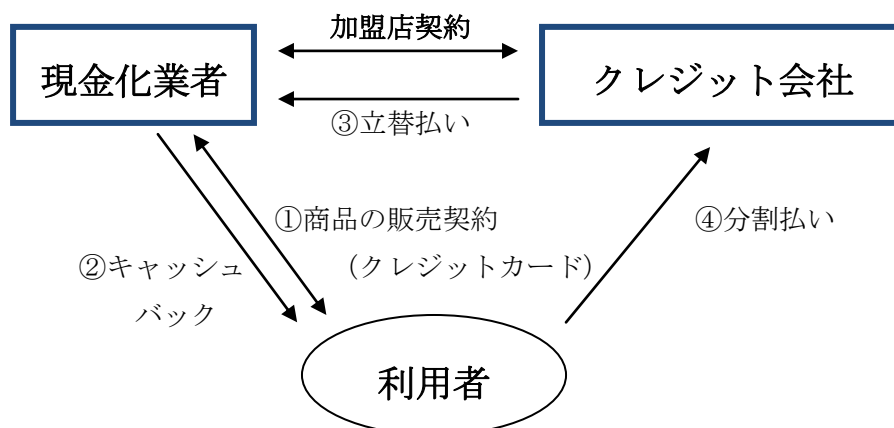 加盟店契約
現金化業者
クレジット会社
③立替払い
①商品の販売契約
（クレジットカード）
②キャッシュ
バック
④分割払い
利用者